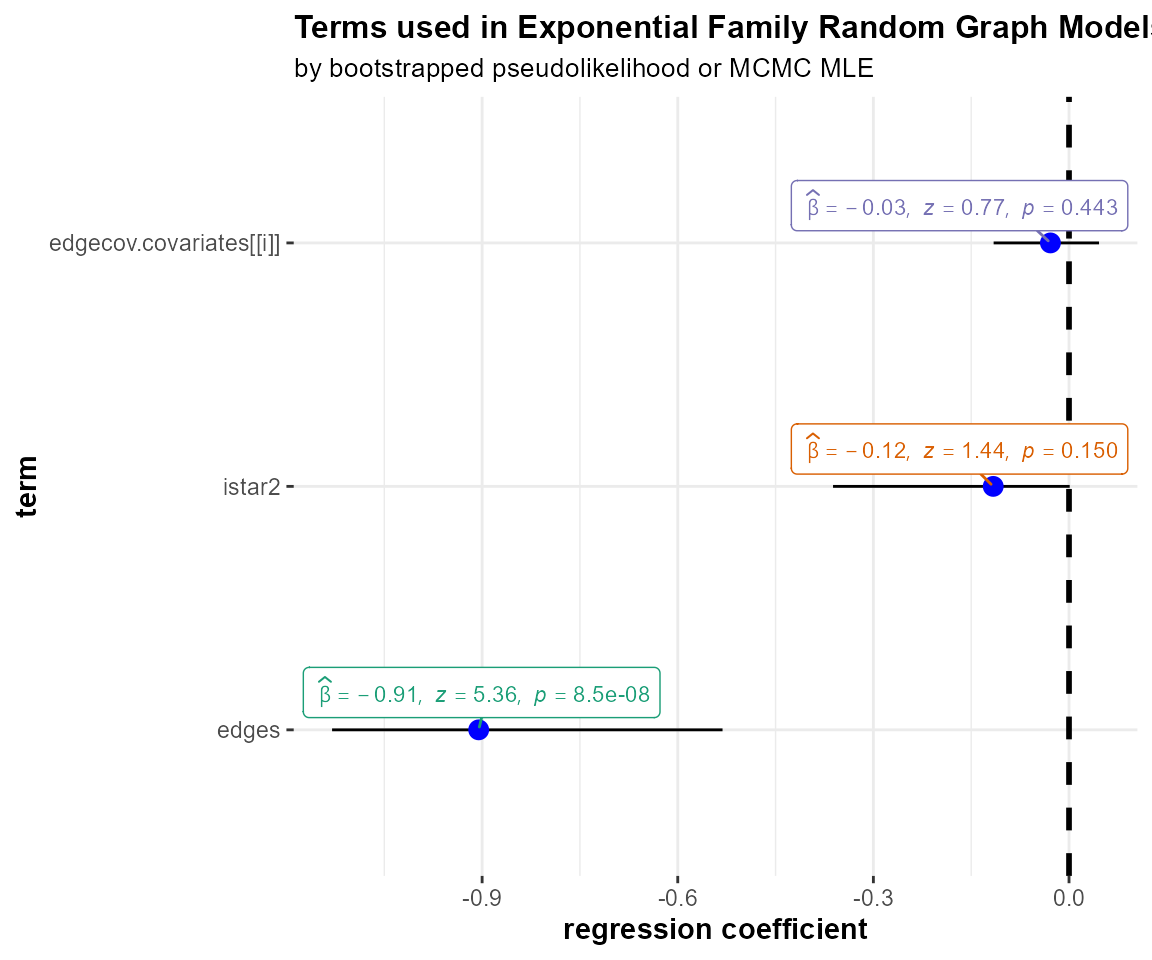 Terms used in Exponential Family Random Graph Models
by bootstrapped pseudolikelihood or MCMC MLE
edgecov.covariates[[i]]
β̂ = −0.03, z = 0.77, p = 0.443
istar2
β̂ = −0.12, z = 1.44, p = 0.150
edges
β̂ = −0.91, z = 5.36, p = 8.5e-08
term
-0.9 -0.6 -0.3 0.0
regression coefficient